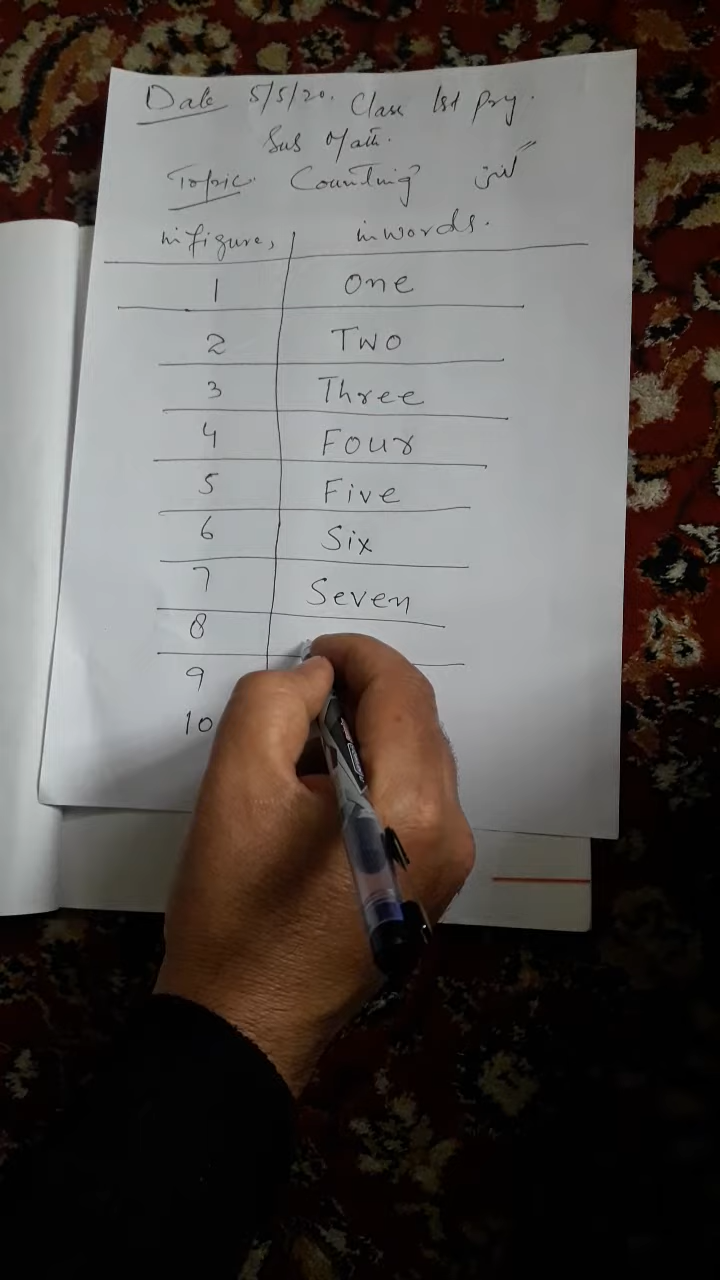 Date 5/5/20. Class 1st Pry.
Sub Math.
Topic. Counting گنتی
in figure, in words.
1 One
2 Two
3 Three
4 Four
5 Five
6 Six
7 Seven
8
9
10